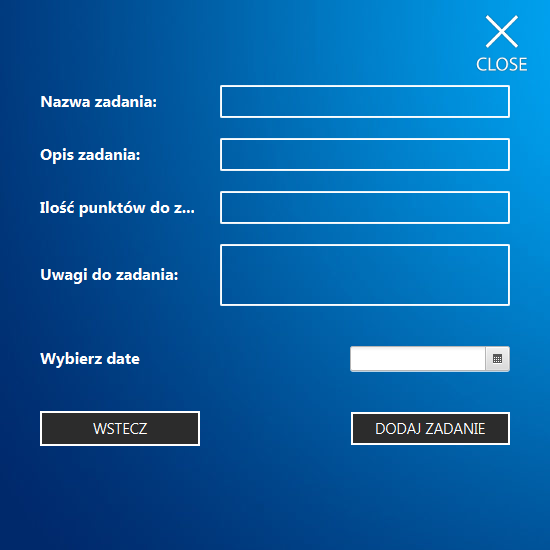 CLOSE
Nazwa zadania:
Opis zadania:
Ilość punktów do z...
Uwagi do zadania:
Wybierz date
WSTECZ
DODAJ ZADANIE